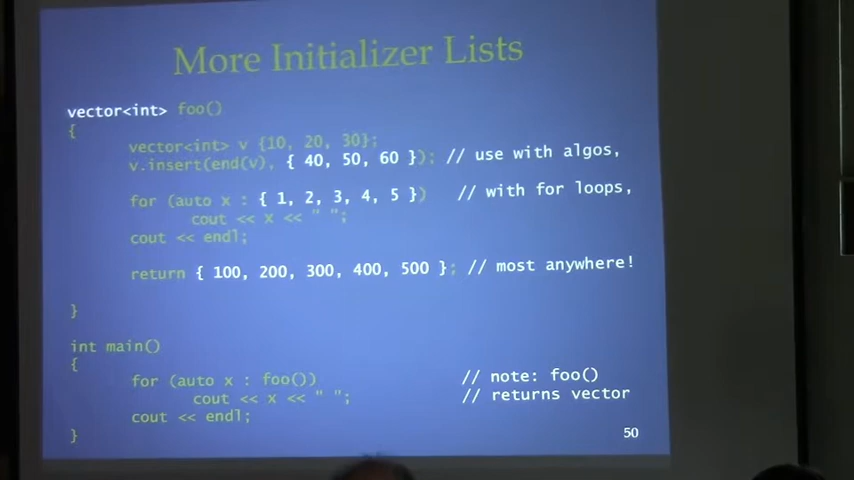 More Initializer Lists
vector<int> foo()
{
vector<int> v {10, 20, 30};
v.insert(end(v), { 40, 50, 60 }); // use with algos,
for (auto x : { 1, 2, 3, 4, 5 }) // with for loops,
cout << x << " ";
cout << endl;
return { 100, 200, 300, 400, 500 }; // most anywhere!
}
int main()
{
for (auto x : foo()) // note: foo()
cout << x << " "; // returns vector
cout << endl;
}
50